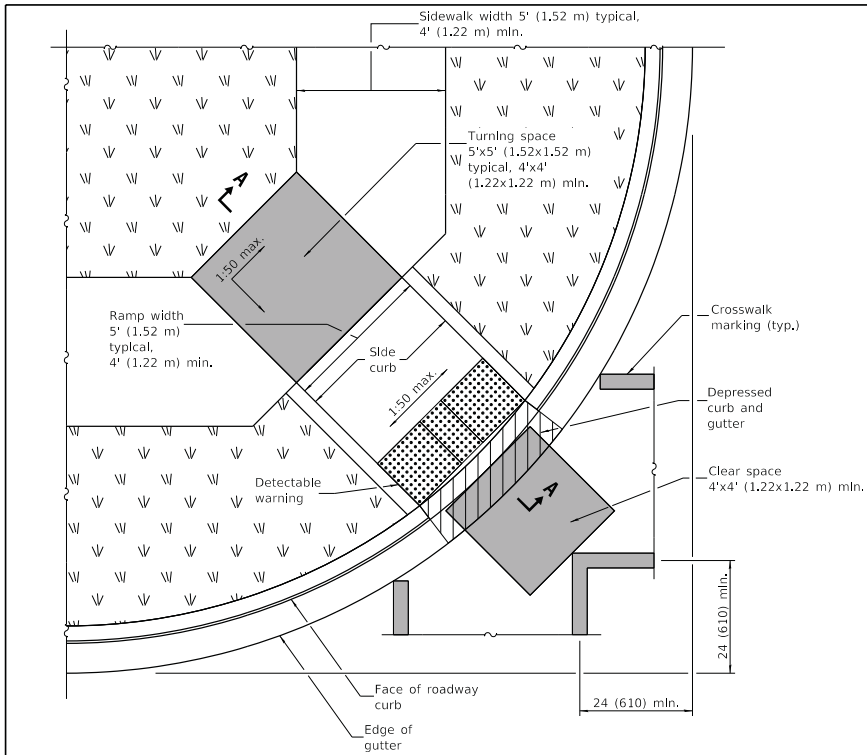 Sidewalk width 5' (1.52 m) typical,
4' (1.22 m) mln.
Turnlng space
5'x5' (1.52x1.52 m)
typical, 4'x4'
(1.22x1.22 m) mln.
A
1:50 max.
Ramp width
5' (1.52 m)
typlcal,
4' (1.22 m) min.
SIde
curb
1:50 max.
Crosswalk
marking (typ.)
Depressed
curb and
gutter
Clear space
4'x4' (1.22x1.22 m) mln.
Detectable
warning
A
24 (610) mln.
24 (610) mln.
Face of roadway
curb
Edge of
gutter